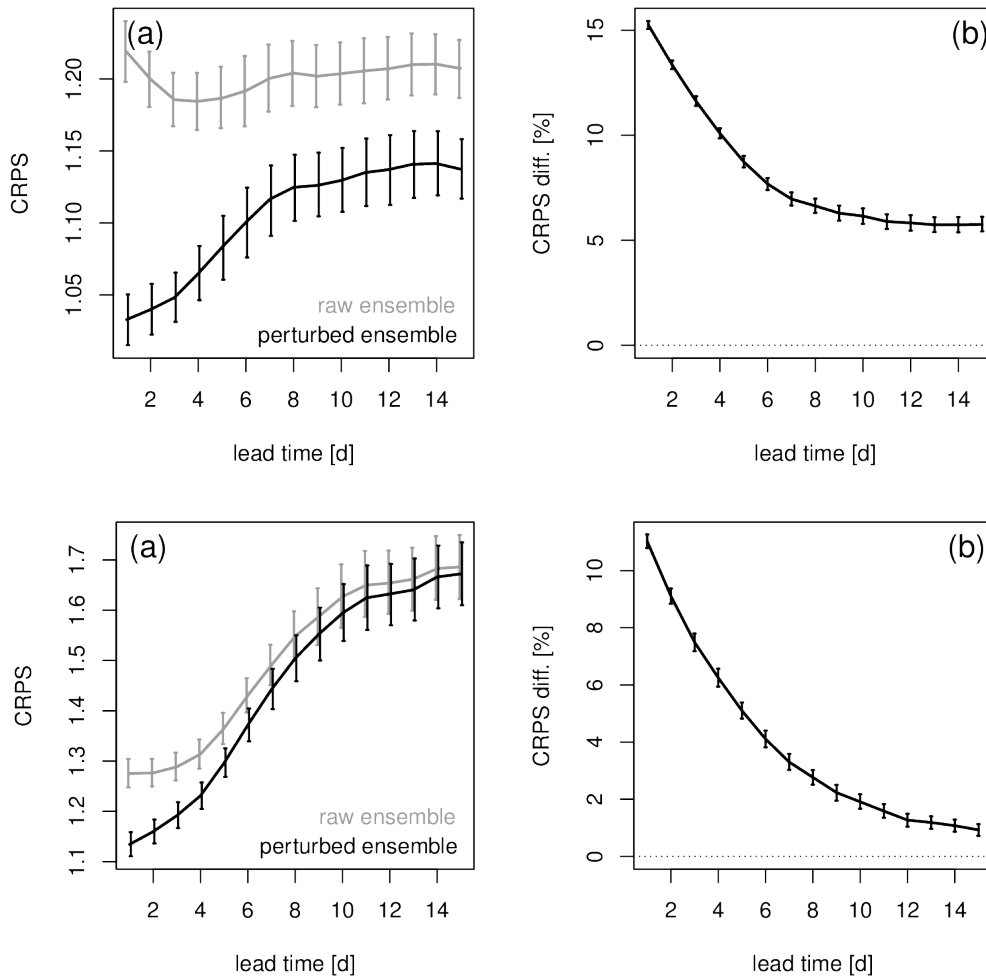 (a)
CRPS
1.20
1.15
1.10
1.05
raw ensemble
perturbed ensemble
2 4 6 8 10 12 14
lead time [d]
(b)
CRPS diff. [%]
15
10
5
0
2 4 6 8 10 12 14
lead time [d]
(a)
CRPS
1.7
1.6
1.5
1.4
1.3
1.2
1.1
raw ensemble
perturbed ensemble
2 4 6 8 10 12 14
lead time [d]
(b)
CRPS diff. [%]
10
8
6
4
2
0
2 4 6 8 10 12 14
lead time [d]